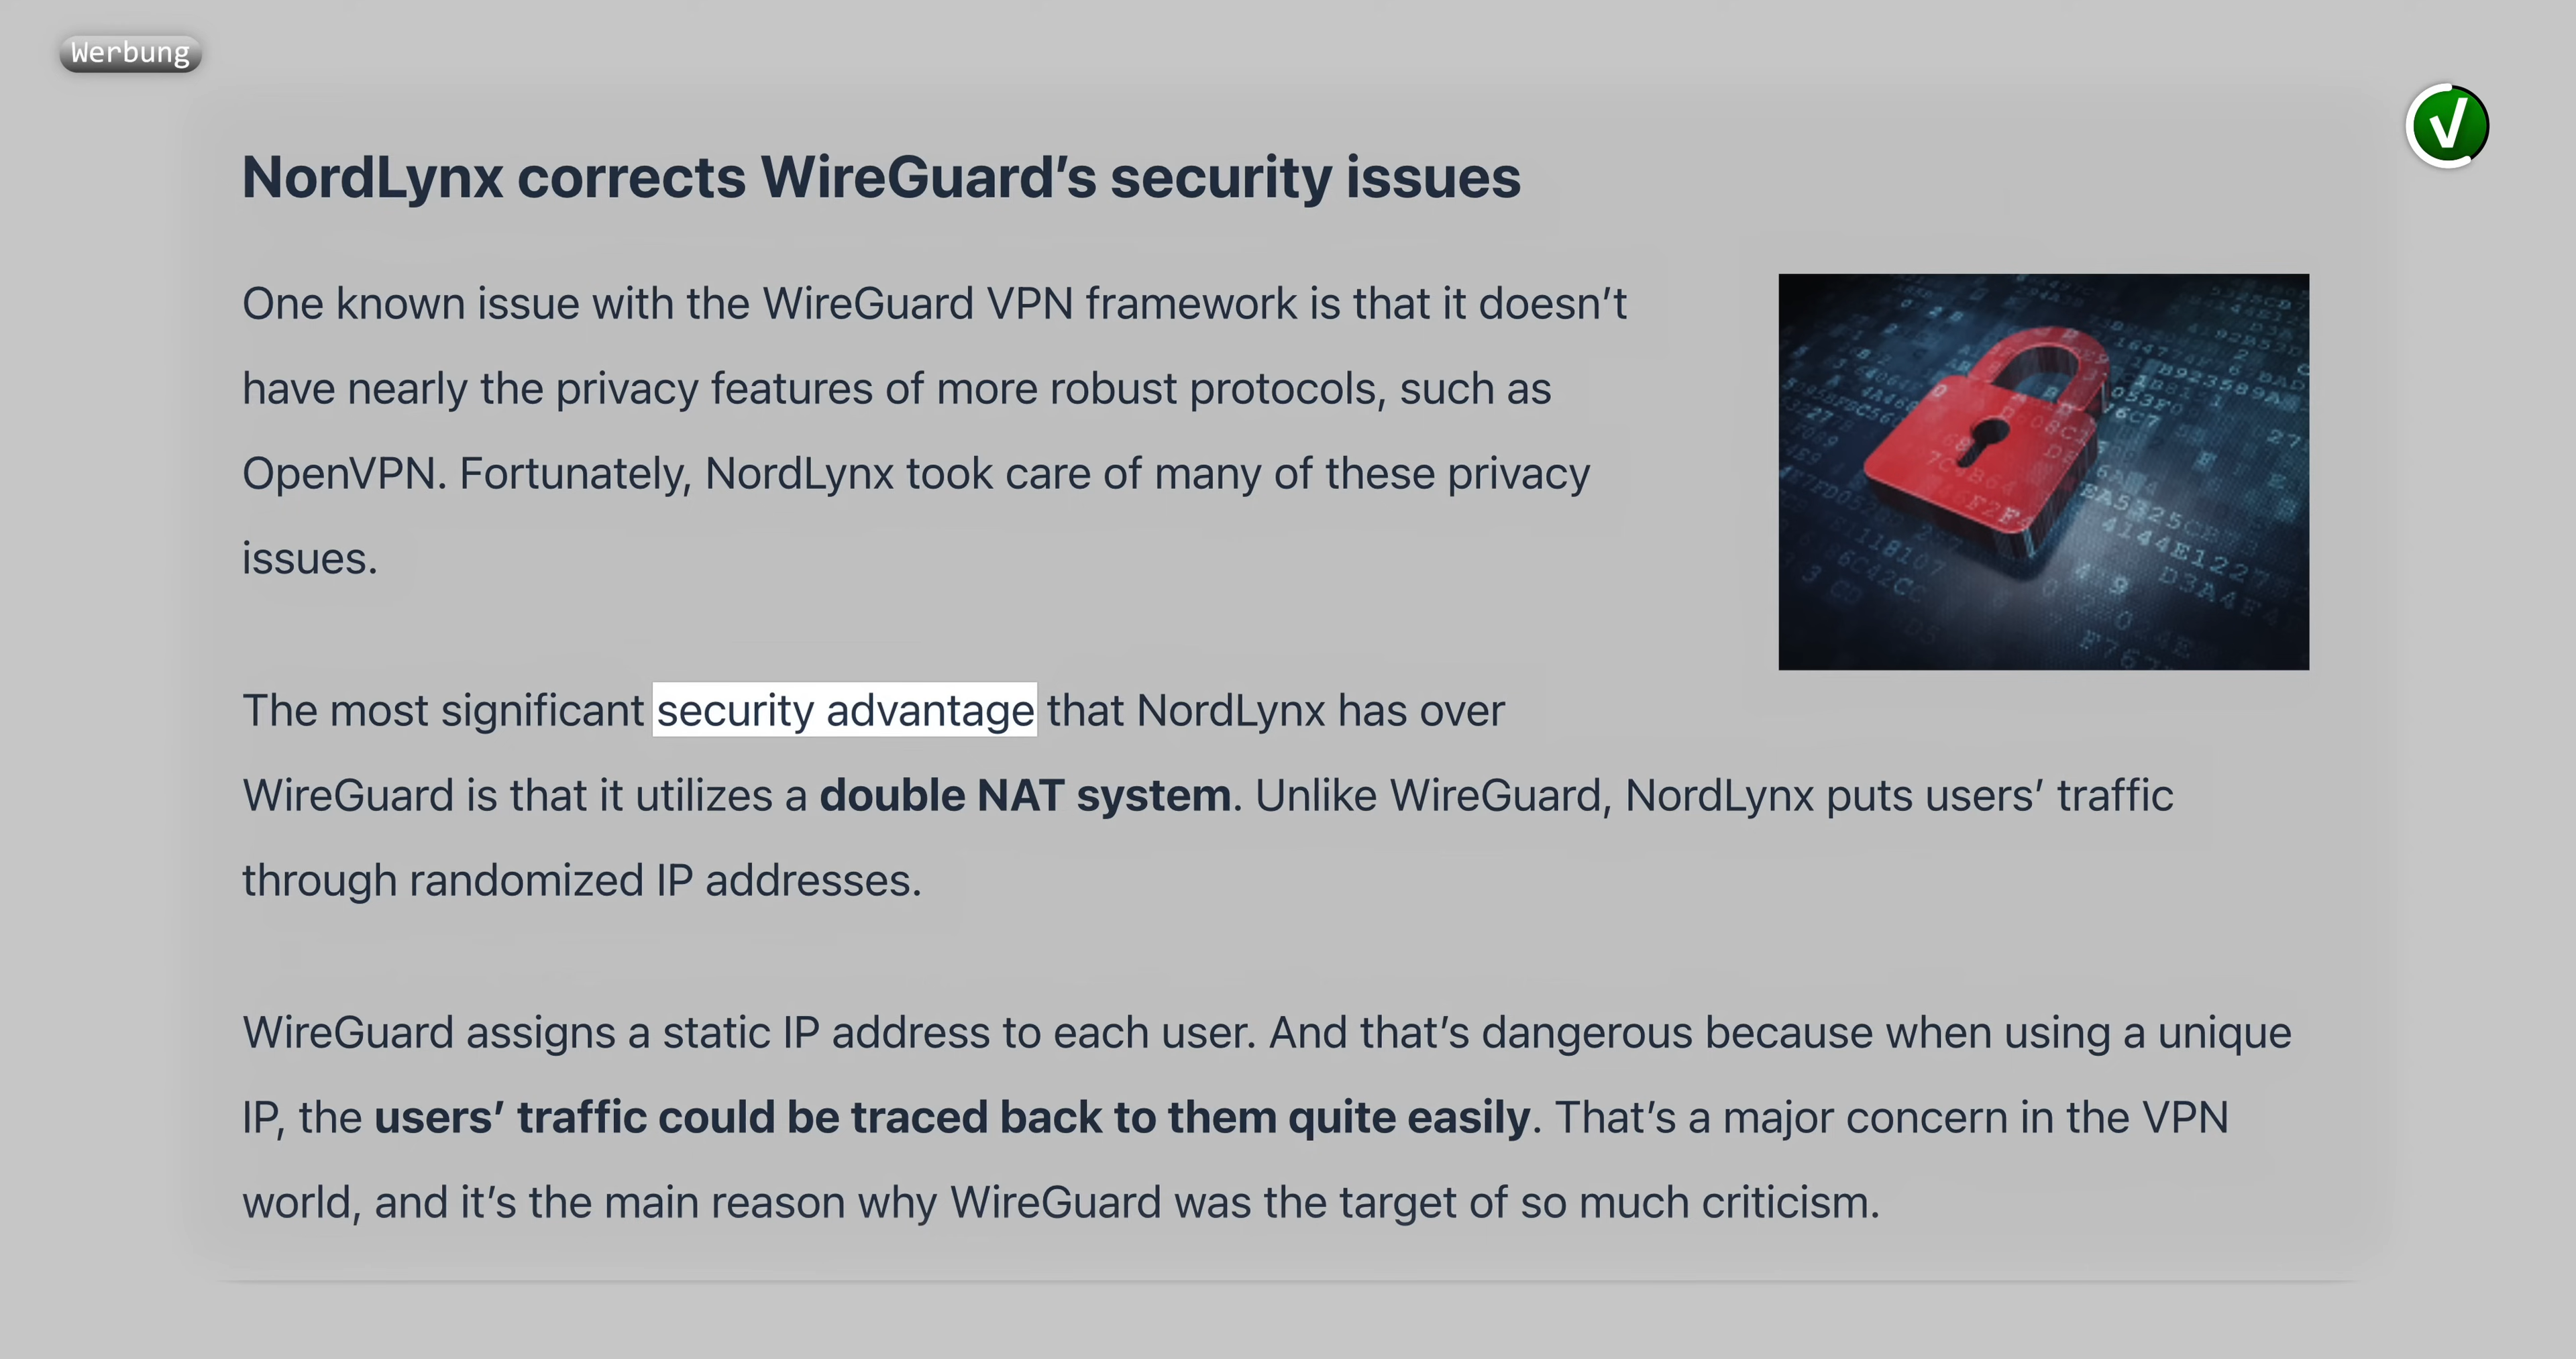 Werbung
NordLynx corrects WireGuard’s security issues
One known issue with the WireGuard VPN framework is that it doesn’t
have nearly the privacy features of more robust protocols, such as
OpenVPN. Fortunately, NordLynx took care of many of these privacy
issues.
The most significant security advantage that NordLynx has over
WireGuard is that it utilizes a double NAT system. Unlike WireGuard, NordLynx puts users’ traffic
through randomized IP addresses.
WireGuard assigns a static IP address to each user. And that’s dangerous because when using a unique
IP, the users’ traffic could be traced back to them quite easily. That’s a major concern in the VPN
world, and it’s the main reason why WireGuard was the target of so much criticism.